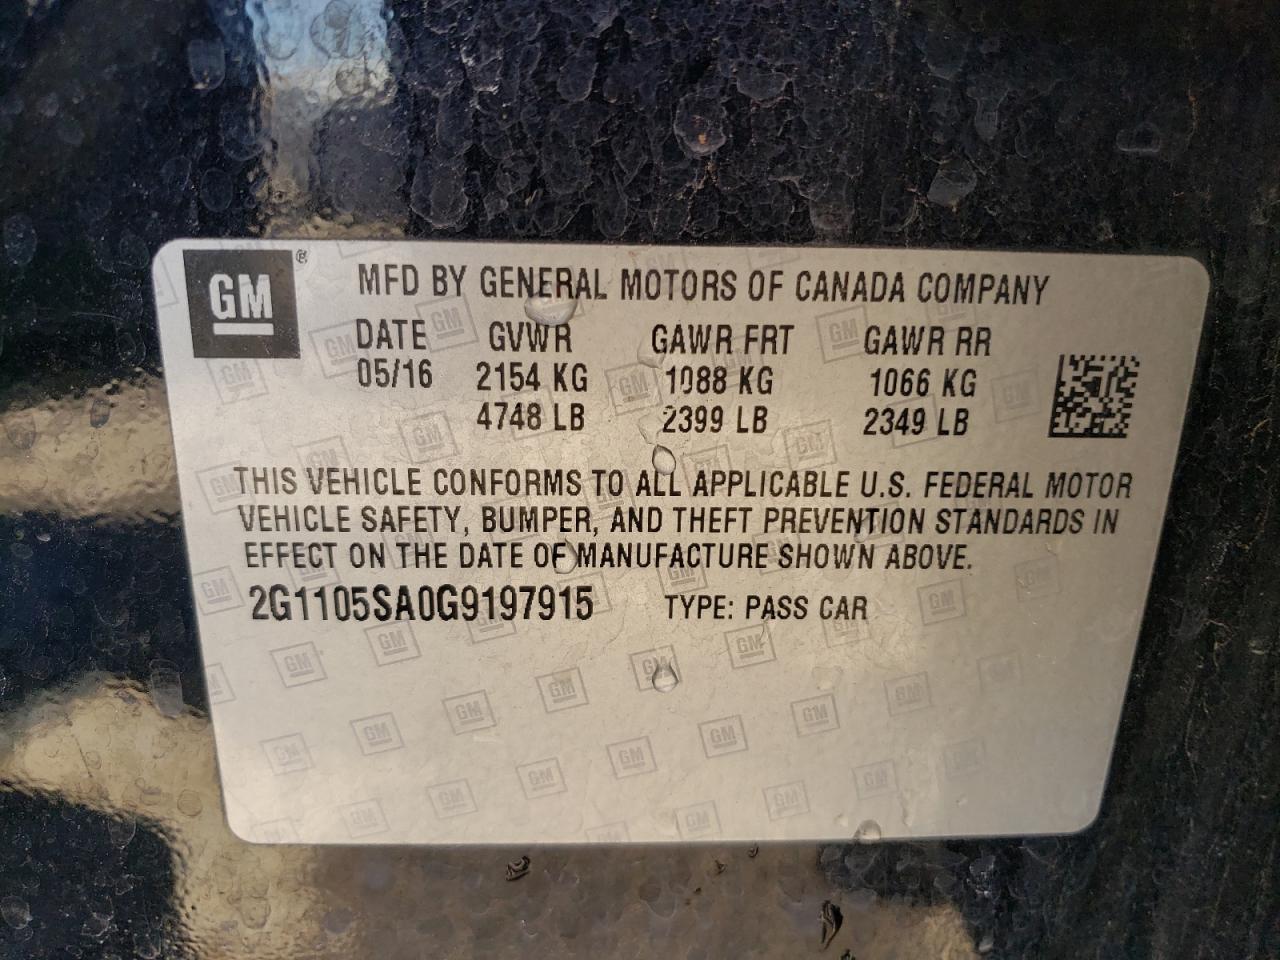 GM ®
MFD BY GENERAL MOTORS OF CANADA COMPANY
DATE GVWR GAWR FRT GAWR RR
05/16 2154 KG 1088 KG 1066 KG
4748 LB 2399 LB 2349 LB
THIS VEHICLE CONFORMS TO ALL APPLICABLE U.S. FEDERAL MOTOR
VEHICLE SAFETY, BUMPER, AND THEFT PREVENTION STANDARDS IN
EFFECT ON THE DATE OF MANUFACTURE SHOWN ABOVE.
2G1105SA0G9197915 TYPE: PASS CAR